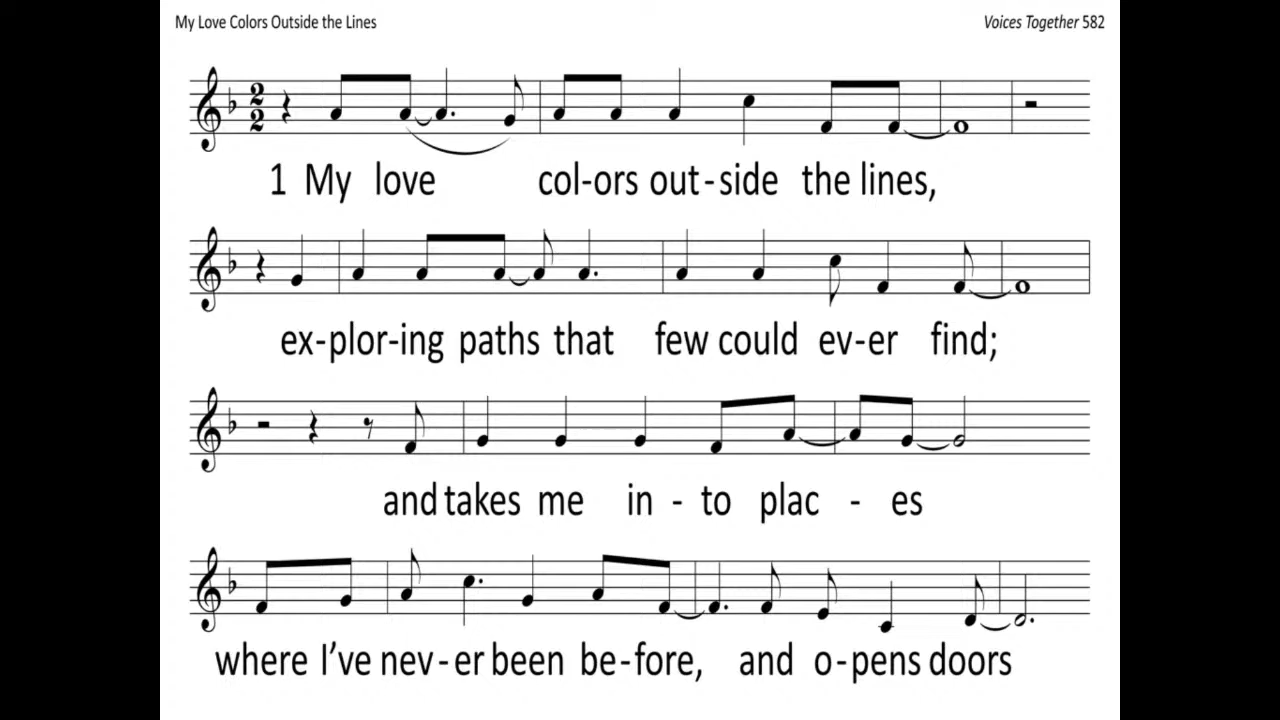 My Love Colors Outside the Lines
Voices Together 582
2
2
1 My love col-ors out-side the lines,
ex-plor-ing paths that few could ev-er find;
and takes me in - to plac - es
where I've nev-er been be-fore, and o-pens doors